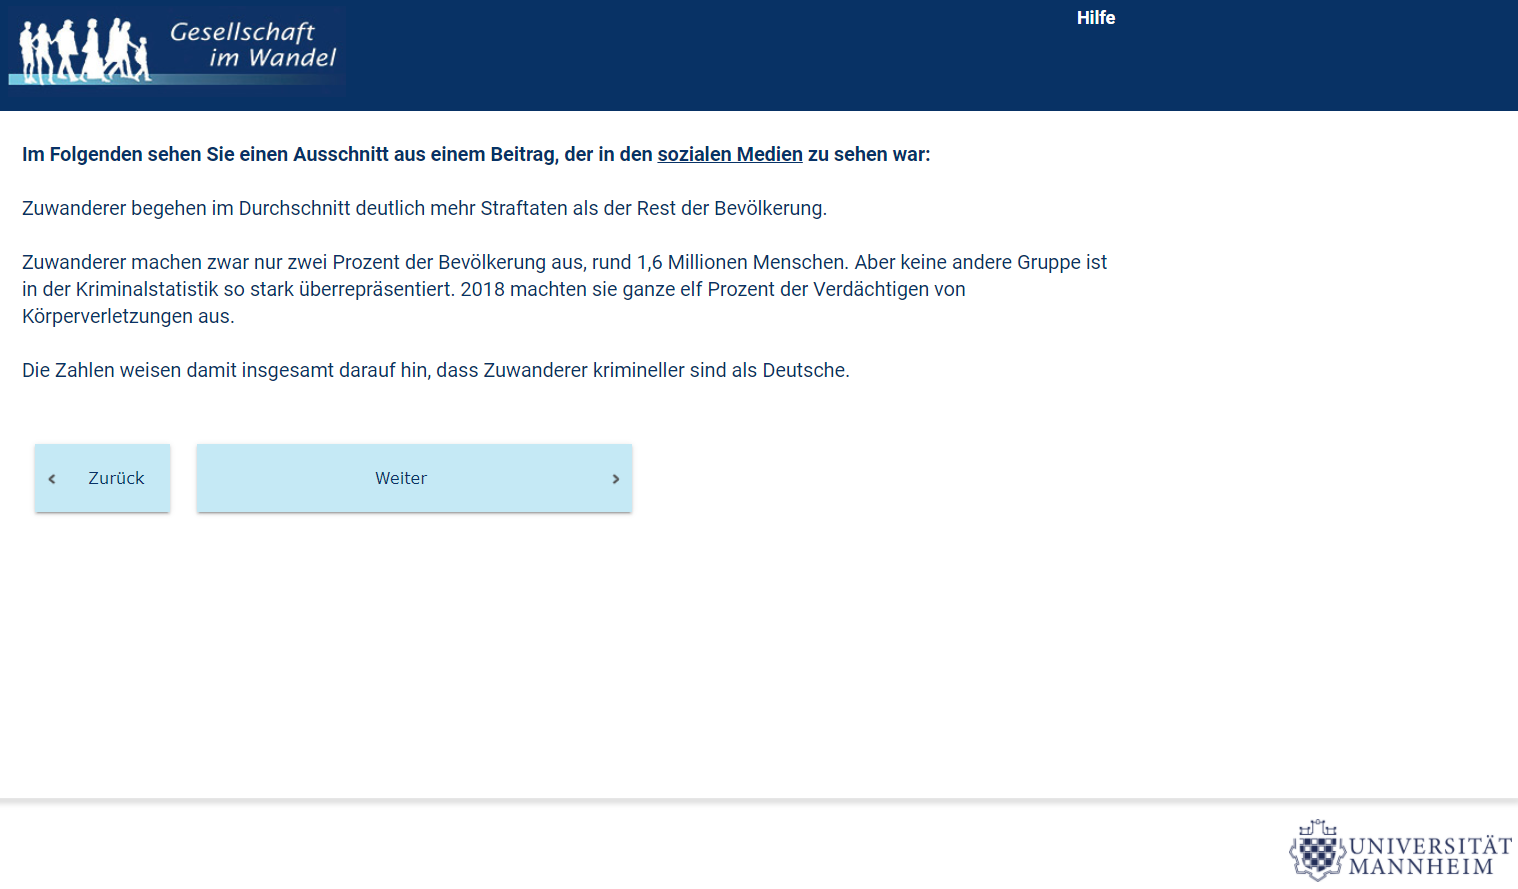 Gesellschaft
im Wandel
Hilfe
Im Folgenden sehen Sie einen Ausschnitt aus einem Beitrag, der in den sozialen Medien zu sehen war:
Zuwanderer begehen im Durchschnitt deutlich mehr Straftaten als der Rest der Bevölkerung.
Zuwanderer machen zwar nur zwei Prozent der Bevölkerung aus, rund 1,6 Millionen Menschen. Aber keine andere Gruppe ist
in der Kriminalstatistik so stark überrepräsentiert. 2018 machten sie ganze elf Prozent der Verdächtigen von
Körperverletzungen aus.
Die Zahlen weisen damit insgesamt darauf hin, dass Zuwanderer krimineller sind als Deutsche.
Zurück
Weiter
UNIVERSITÄT
MANNHEIM